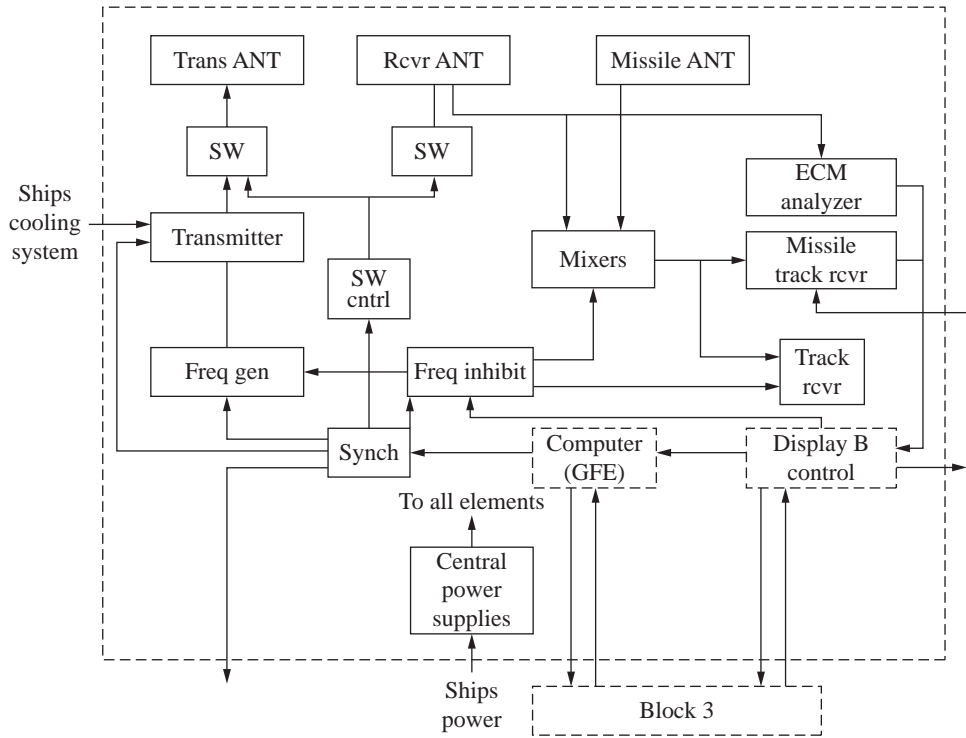 Trans ANT
Rcvr ANT
Missile ANT
SW
SW
ECM
analyzer
Ships
cooling
system
Transmitter
Mixers
Missile
track rcvr
SW
cntrl
Freq gen
Freq inhibit
Track
rcvr
Synch
Computer
(GFE)
Display B
control
To all elements
Central
power
supplies
Ships
power
Block 3